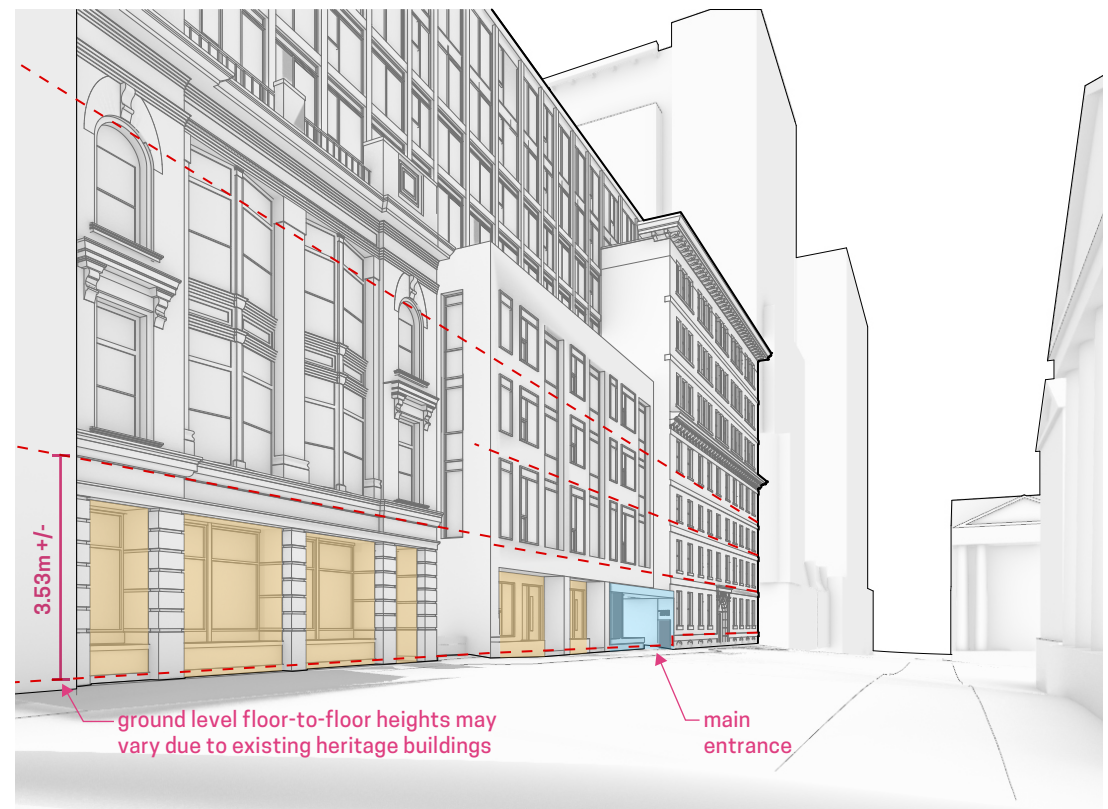 3.53m +/-
ground level floor-to-floor heights may
vary due to existing heritage buildings
main
entrance